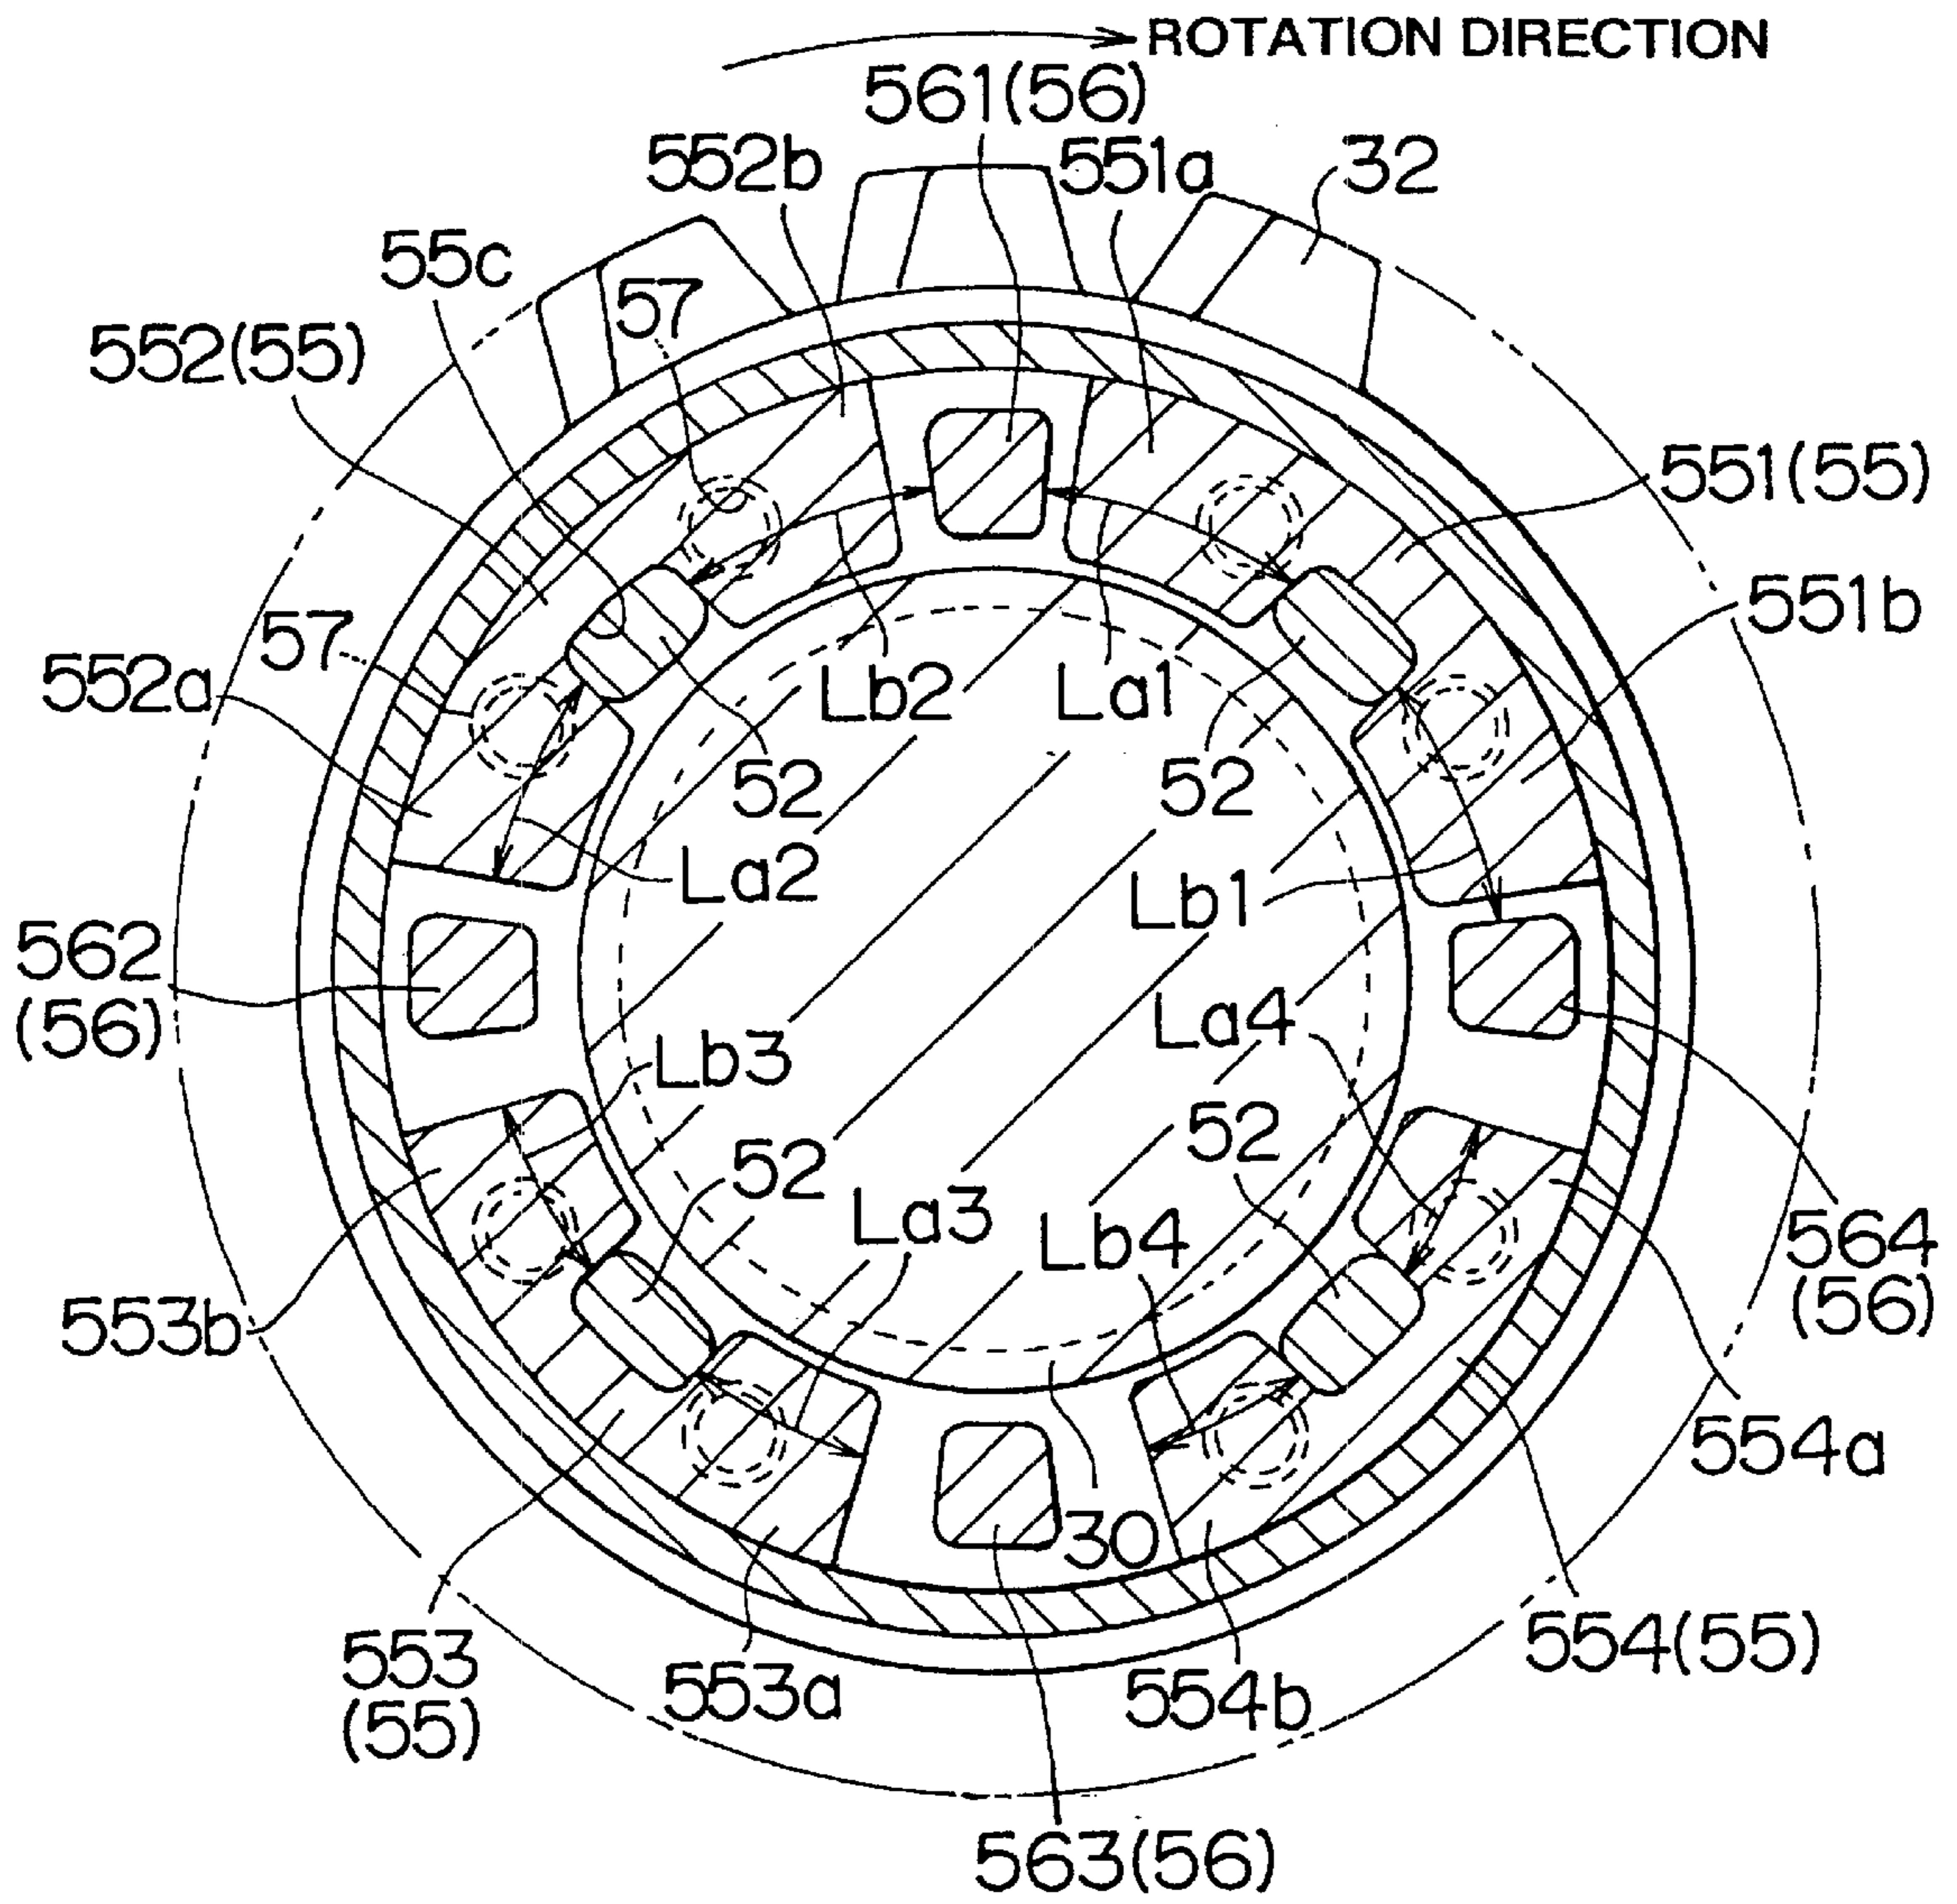 ROTATION DIRECTION
561(56)
552b
551a
32
55c
57
552(55)
551(55)
551b
57
552a
Lb2
La1
52
52
La2
Lb1
562
(56)
La4
Lb3
52
52
La3
Lb4
564
(56)
553b
554a
30
553
(55)
553a
554b
554(55)
563(56)